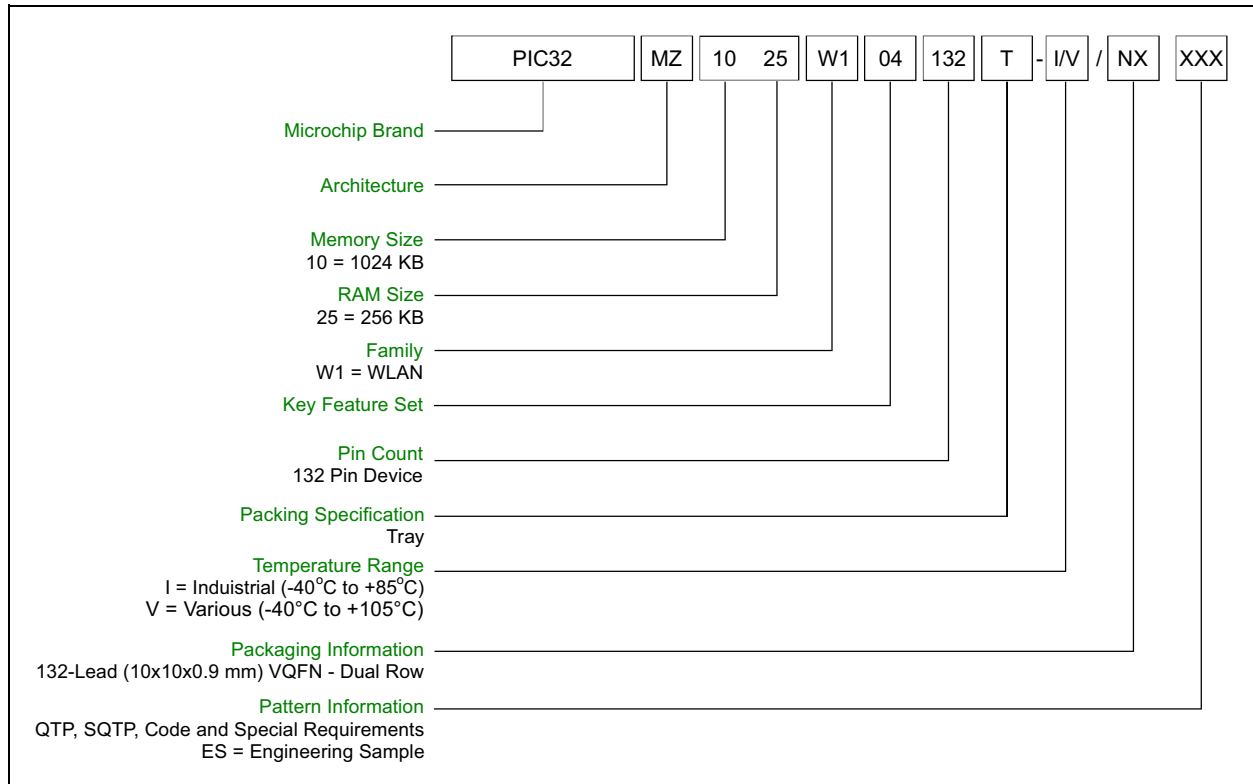 PIC32 MZ 10 25 W1 04 132 T - I/V / NX XXX
Microchip Brand
Architecture
Memory Size
10 = 1024 KB
RAM Size
25 = 256 KB
Family
W1 = WLAN
Key Feature Set
Pin Count
132 Pin Device
Packing Specification
Tray
Temperature Range
I = Induistrial (-40°C to +85°C)
V = Various (-40°C to +105°C)
Packaging Information
132-Lead (10x10x0.9 mm) VQFN - Dual Row
Pattern Information
QTP, SQTP, Code and Special Requirements
ES = Engineering Sample